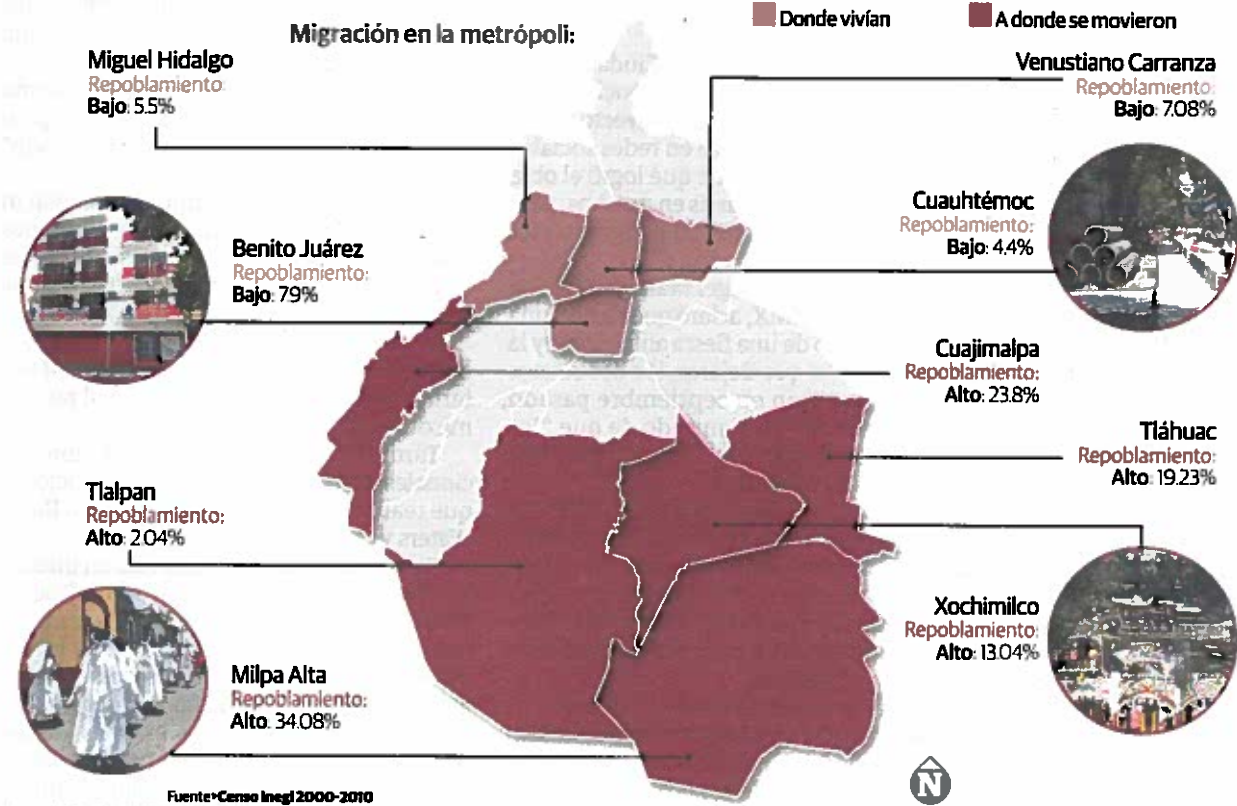 Migración en la metrópoli:
Donde vivían
A donde se movieron
Miguel Hidalgo
Repoblamiento:
Bajo: 5.5%
Venustiano Carranza
Repoblamiento:
Bajo: 7.08%
Benito Juárez
Repoblamiento:
Bajo: 7.9%
Cuauhtémoc
Repoblamiento:
Bajo: 4.4%
Cuajimalpa
Repoblamiento:
Alto: 23.8%
Tláhuac
Repoblamiento:
Alto: 19.23%
Tlalpan
Repoblamiento:
Alto: 2.04%
Xochimilco
Repoblamiento:
Alto: 13.04%
Milpa Alta
Repoblamiento:
Alto: 34.08%
N
Fuente•Censo Inegi 2000-2010